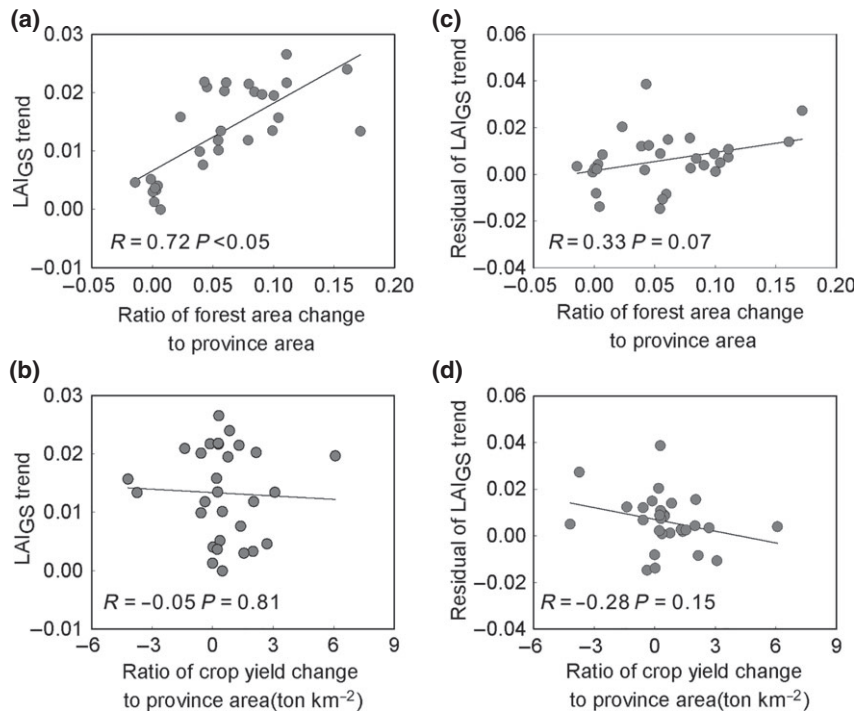 (a)
0.03
0.02
0.01
0.00
–0.01
LAIGS trend
R = 0.72 P <0.05
–0.05 0.00 0.05 0.10 0.15 0.20
Ratio of forest area change
to province area
(c)
0.06
0.04
0.02
0.00
–0.02
–0.04
Residual of LAIGS trend
R = 0.33 P = 0.07
–0.05 0.00 0.05 0.10 0.15 0.20
Ratio of forest area change
to province area
(b)
0.03
0.02
0.01
0.00
–0.01
LAIGS trend
R = –0.05 P = 0.81
–6 –3 0 3 6 9
Ratio of crop yield change
to province area(ton km⁻²)
(d)
0.06
0.04
0.02
0.00
–0.02
–0.04
Residual of LAIGS trend
R = –0.28 P = 0.15
–6 –3 0 3 6 9
Ratio of crop yield change
to province area(ton km⁻²)